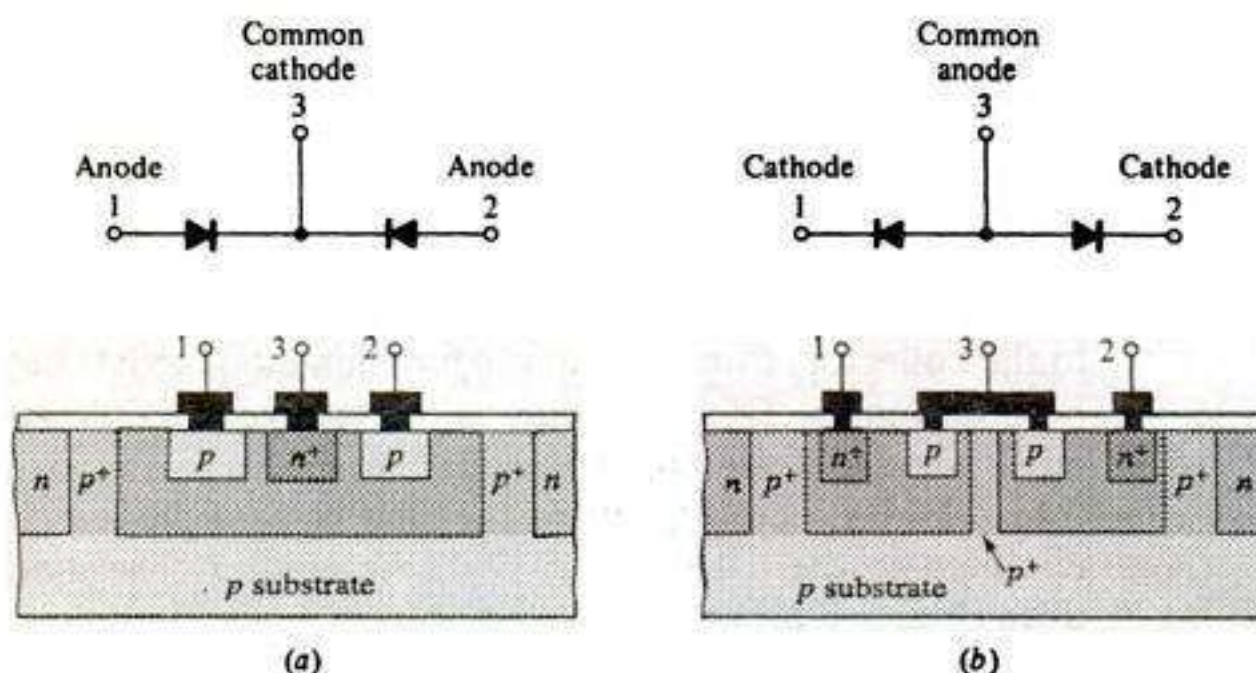 Common
cathode
3
Anode
1
Anode
2
Common
anode
3
Cathode
1
Cathode
2
1
3
2
n
p+
p
n+
p
p+
n
p substrate
(a)
1
3
2
n
p+
n+
p
p
n+
p+
n
p+
p substrate
(b)